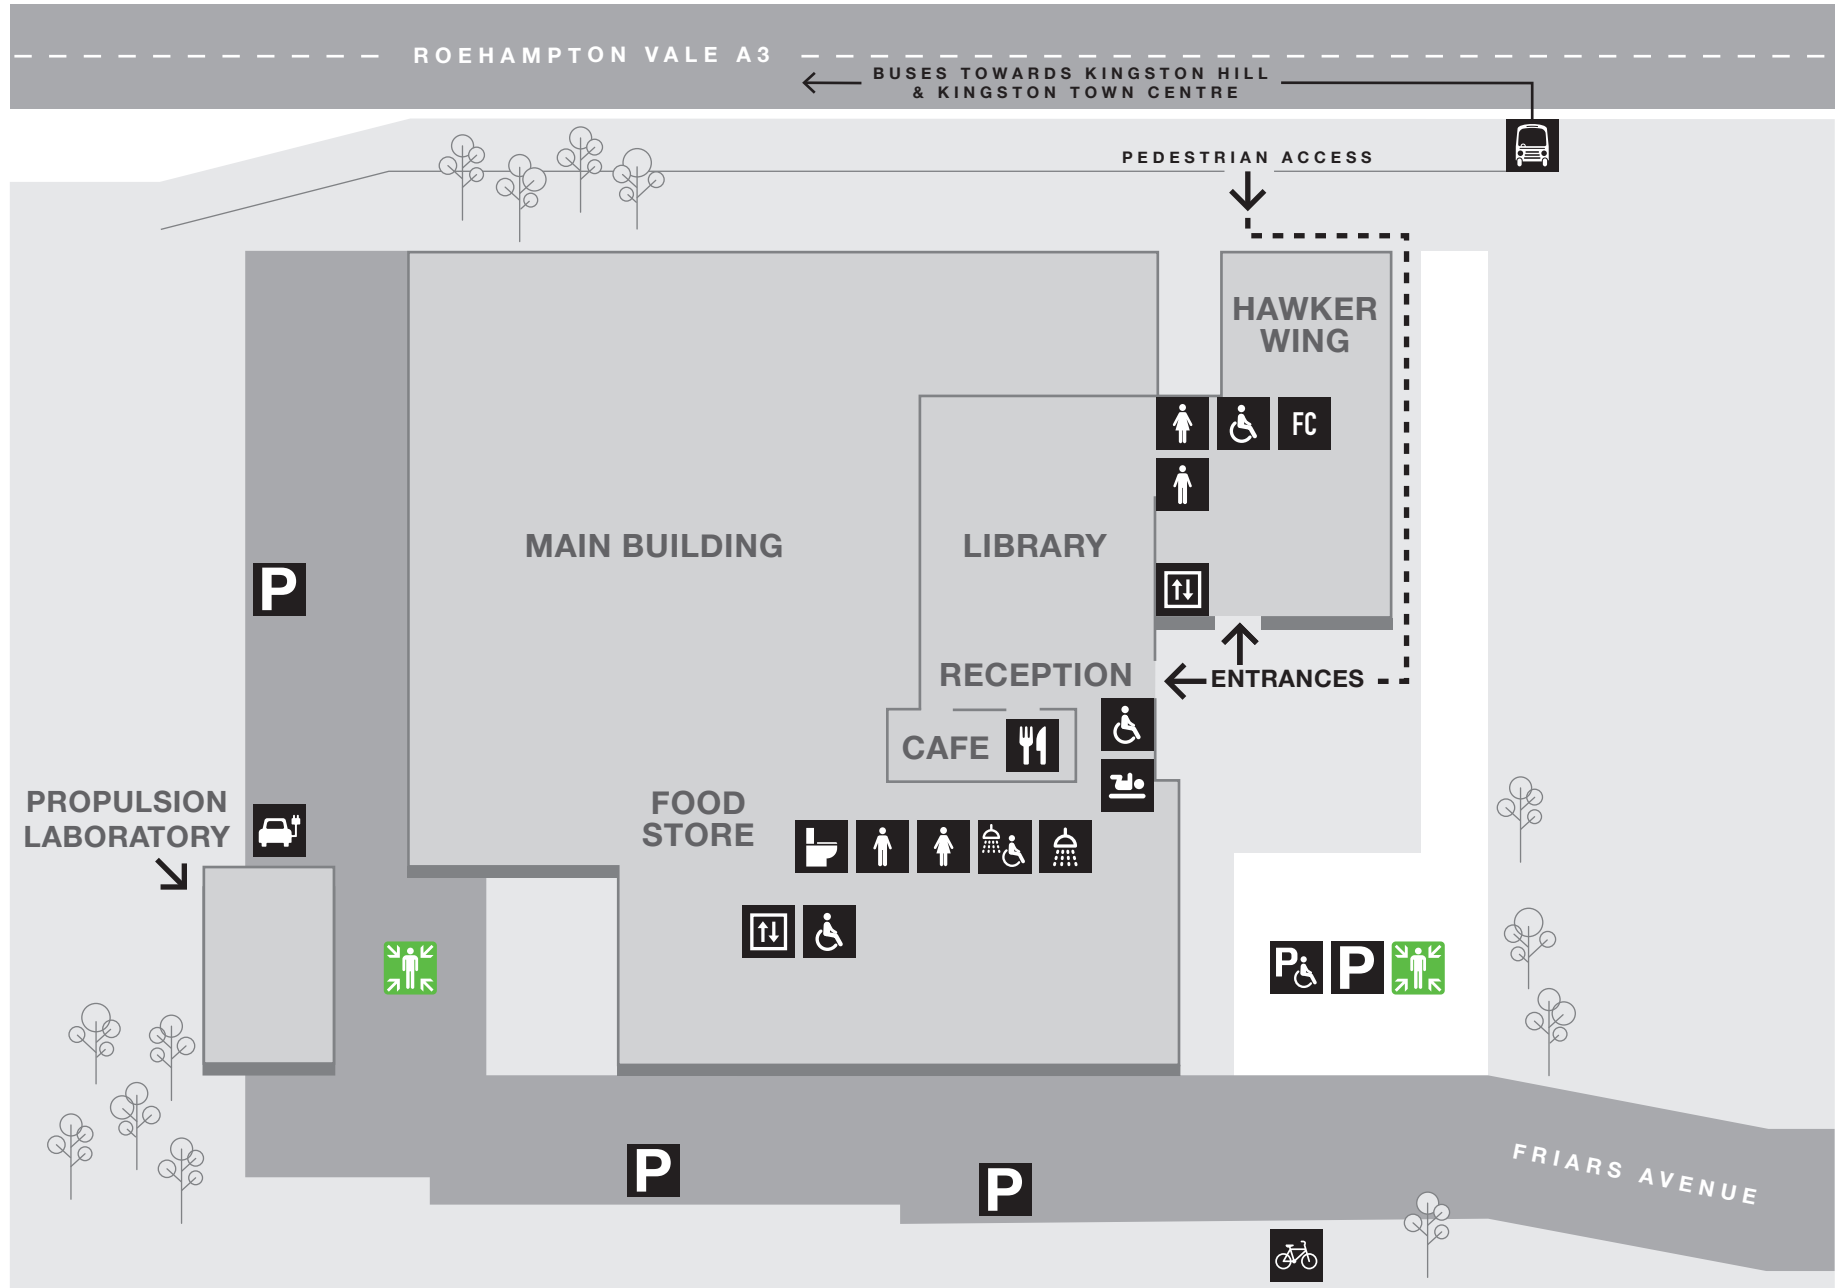 ROEHAMPTON VALE A3
BUSES TOWARDS KINGSTON HILL
& KINGSTON TOWN CENTRE
PEDESTRIAN ACCESS
HAWKER
WING
FC
MAIN BUILDING
LIBRARY
P
RECEPTION
ENTRANCES
CAFE
PROPULSION
LABORATORY
FOOD
STORE
P
P
P
P
FRIARS AVENUE